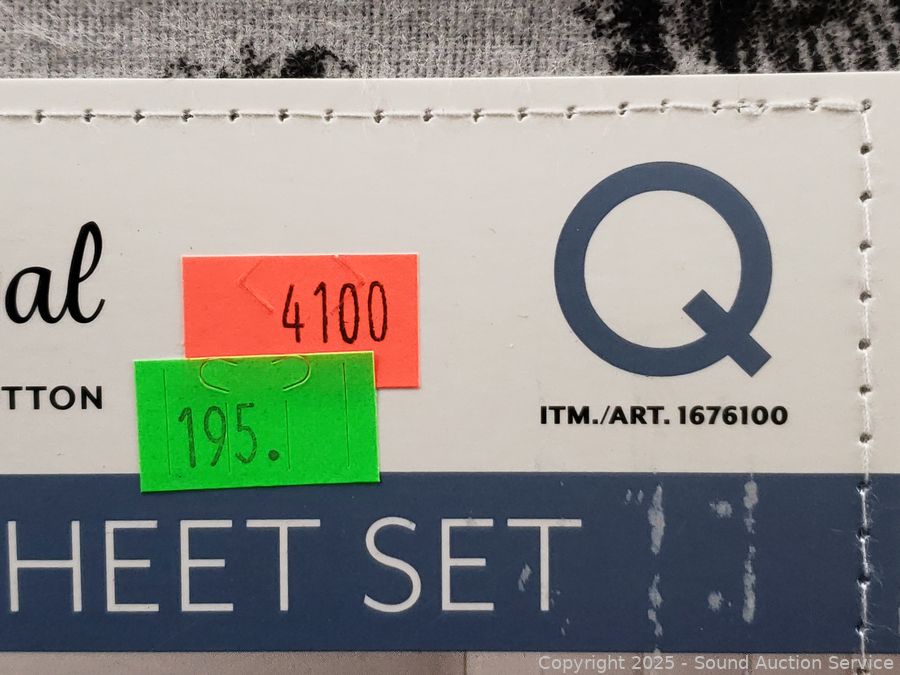 al
4100
TTON
195.
Q
ITM./ART. 1676100
HEET SET
Copyright 2025 - Sound Auction Service